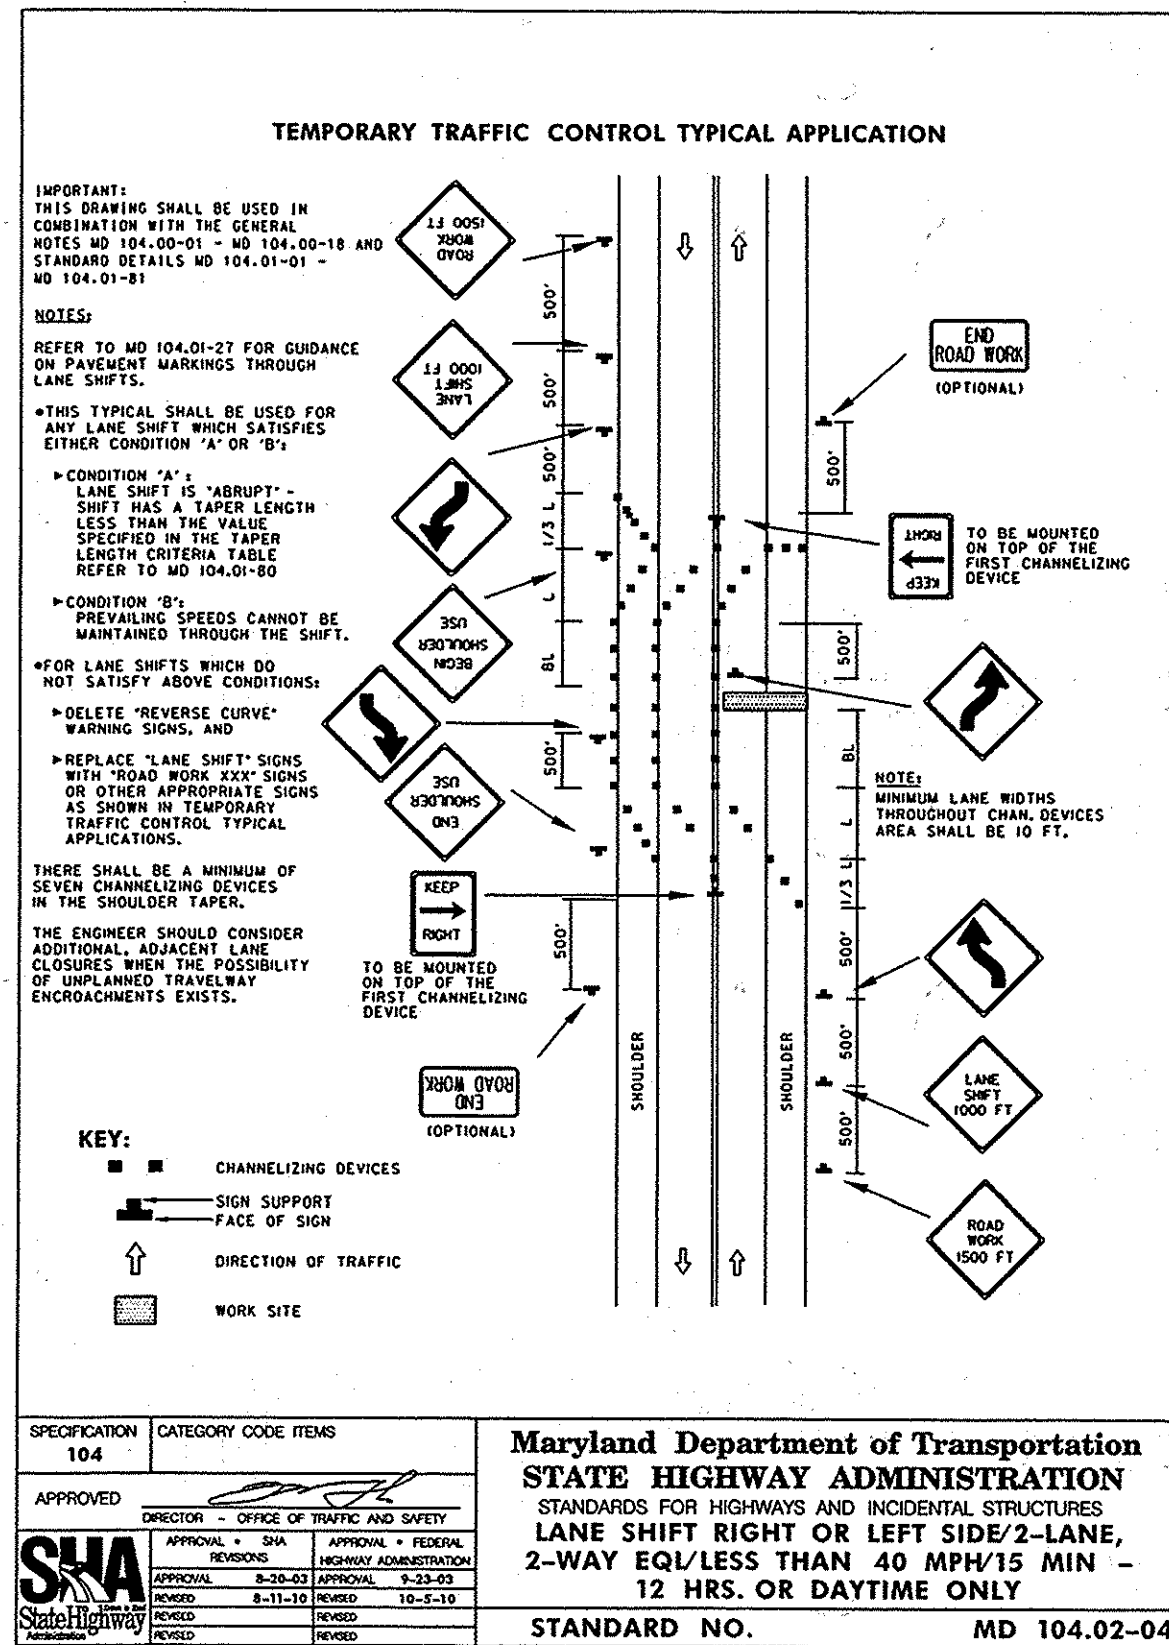 TEMPORARY TRAFFIC CONTROL TYPICAL APPLICATION
IMPORTANT:
THIS DRAWING SHALL BE USED IN
COMBINATION WITH THE GENERAL
NOTES MD 104.00-01 - MD 104.00-18 AND
STANDARD DETAILS MD 104.01-01 -
MD 104.01-81
NOTES:
REFER TO MD 104.01-27 FOR GUIDANCE
ON PAVEMENT MARKINGS THROUGH
LANE SHIFTS.
•THIS TYPICAL SHALL BE USED FOR
ANY LANE SHIFT WHICH SATISFIES
EITHER CONDITION 'A' OR 'B':
►CONDITION 'A':
LANE SHIFT IS "ABRUPT" -
SHIFT HAS A TAPER LENGTH
LESS THAN THE VALUE
SPECIFIED IN THE TAPER
LENGTH CRITERIA TABLE
REFER TO MD 104.01-80
►CONDITION 'B':
PREVAILING SPEEDS CANNOT BE
MAINTAINED THROUGH THE SHIFT.
•FOR LANE SHIFTS WHICH DO
NOT SATISFY ABOVE CONDITIONS:
►DELETE "REVERSE CURVE"
WARNING SIGNS, AND
►REPLACE "LANE SHIFT" SIGNS
WITH "ROAD WORK XXX" SIGNS
OR OTHER APPROPRIATE SIGNS
AS SHOWN IN TEMPORARY
TRAFFIC CONTROL TYPICAL
APPLICATIONS.
THERE SHALL BE A MINIMUM OF
SEVEN CHANNELIZING DEVICES
IN THE SHOULDER TAPER.
THE ENGINEER SHOULD CONSIDER
ADDITIONAL, ADJACENT LANE
CLOSURES WHEN THE POSSIBILITY
OF UNPLANNED TRAVELWAY
ENCROACHMENTS EXISTS.
ROAD
WORK
1500 FT
LANE
SHIFT
1000 FT
BEGIN
SHOULDER
USE
END
SHOULDER
USE
KEEP
RIGHT
TO BE MOUNTED
ON TOP OF THE
FIRST CHANNELIZING
DEVICE
END
ROAD WORK
(OPTIONAL)
500'
500'
500'
1/3 L
L
BL
500'
500'
SHOULDER
SHOULDER
END
ROAD WORK
(OPTIONAL)
500'
KEEP
RIGHT
TO BE MOUNTED
ON TOP OF THE
FIRST CHANNELIZING
DEVICE
500'
BL
L
1/3 L
500'
500'
500'
NOTE:
MINIMUM LANE WIDTHS
THROUGHOUT CHAN. DEVICES
AREA SHALL BE 10 FT.
LANE
SHIFT
1000 FT
ROAD
WORK
1500 FT
KEY:
CHANNELIZING DEVICES
SIGN SUPPORT
FACE OF SIGN
DIRECTION OF TRAFFIC
WORK SITE
SPECIFICATION
104
CATEGORY CODE ITEMS
APPROVED
DIRECTOR - OFFICE OF TRAFFIC AND SAFETY
SHA
StateHighway
Administration
APPROVAL • SHA
REVISIONS
APPROVAL • FEDERAL
HIGHWAY ADMINISTRATION
APPROVAL 8-20-03 APPROVAL 9-23-03
REVISED 8-11-10 REVISED 10-5-10
REVISED REVISED
REVISED REVISED
Maryland Department of Transportation
STATE HIGHWAY ADMINISTRATION
STANDARDS FOR HIGHWAYS AND INCIDENTAL STRUCTURES
LANE SHIFT RIGHT OR LEFT SIDE/2-LANE,
2-WAY EQL/LESS THAN 40 MPH/15 MIN -
12 HRS. OR DAYTIME ONLY
STANDARD NO. MD 104.02-04